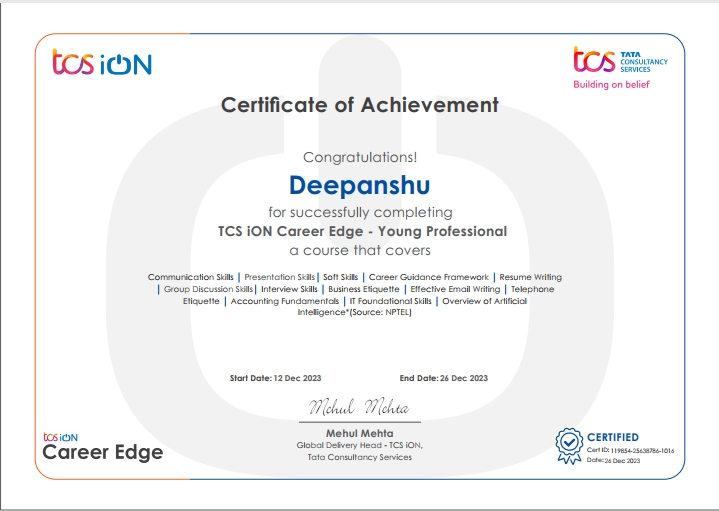 tcs iON
tcs TATA
CONSULTANCY
SERVICES
Building on belief
Certificate of Achievement
Congratulations!
Deepanshu
for successfully completing
TCS iON Career Edge - Young Professional
a course that covers
Communication Skills | Presentation Skills| Soft Skills | Career Guidance Framework | Resume Writing
| Group Discussion Skills| Interview Skills | Business Etiquette | Effective Email Writing | Telephone
Etiquette | Accounting Fundamentals | IT Foundational Skills | Overview of Artificial
Intelligence*(Source: NPTEL)
Start Date: 12 Dec 2023 End Date: 26 Dec 2023
Mehul Mehta
Mehul Mehta
Global Delivery Head - TCS iON,
Tata Consultancy Services
tcs iON
Career Edge
CERTIFIED
Cert ID: 119854-25638786-1016
Date: 26 Dec 2023